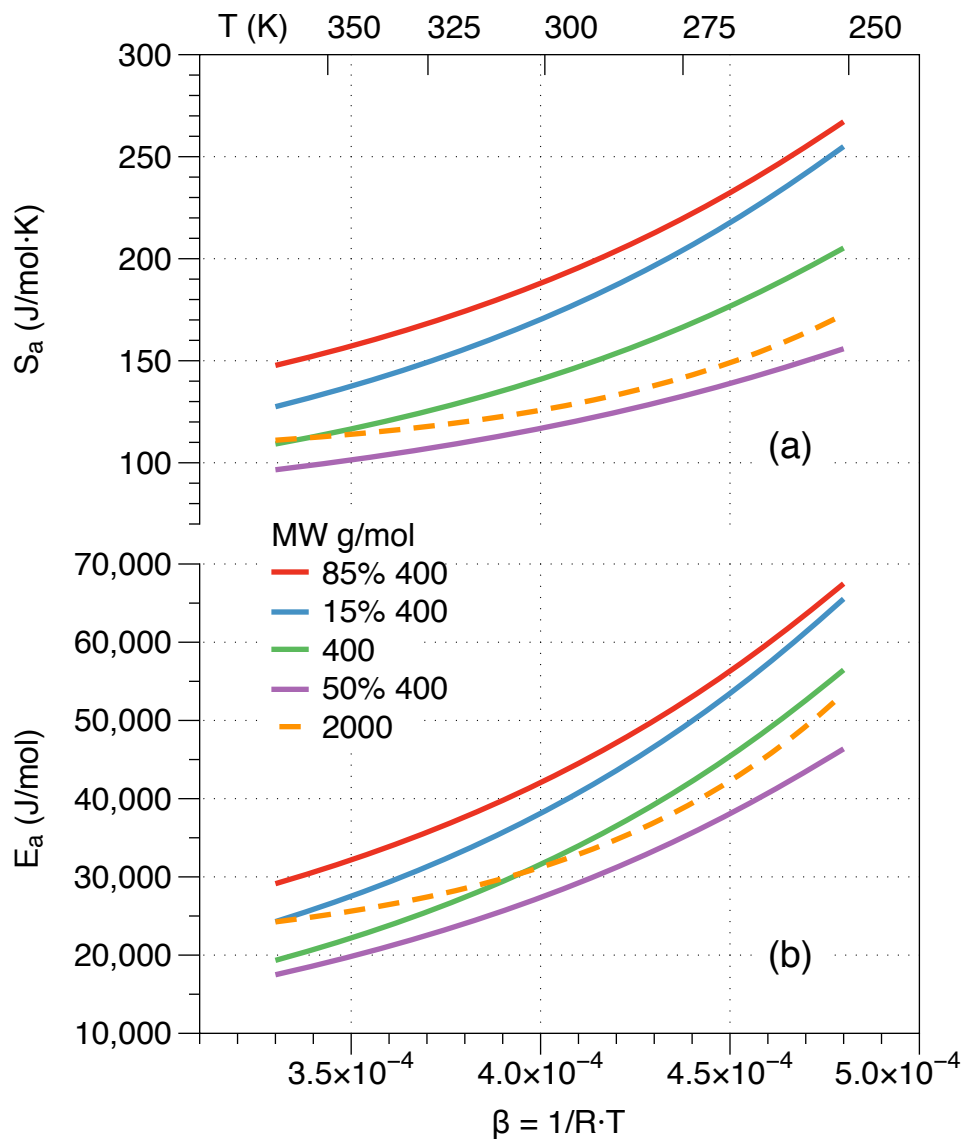 T (K) 350 325 300 275 250
300
250
200
150
100
Sₐ (J/mol·K)
(a)
MW g/mol
85% 400
15% 400
400
50% 400
2000
70,000
60,000
50,000
40,000
30,000
20,000
10,000
Eₐ (J/mol)
(b)
3.5×10⁻⁴ 4.0×10⁻⁴ 4.5×10⁻⁴ 5.0×10⁻⁴
β = 1/R·T